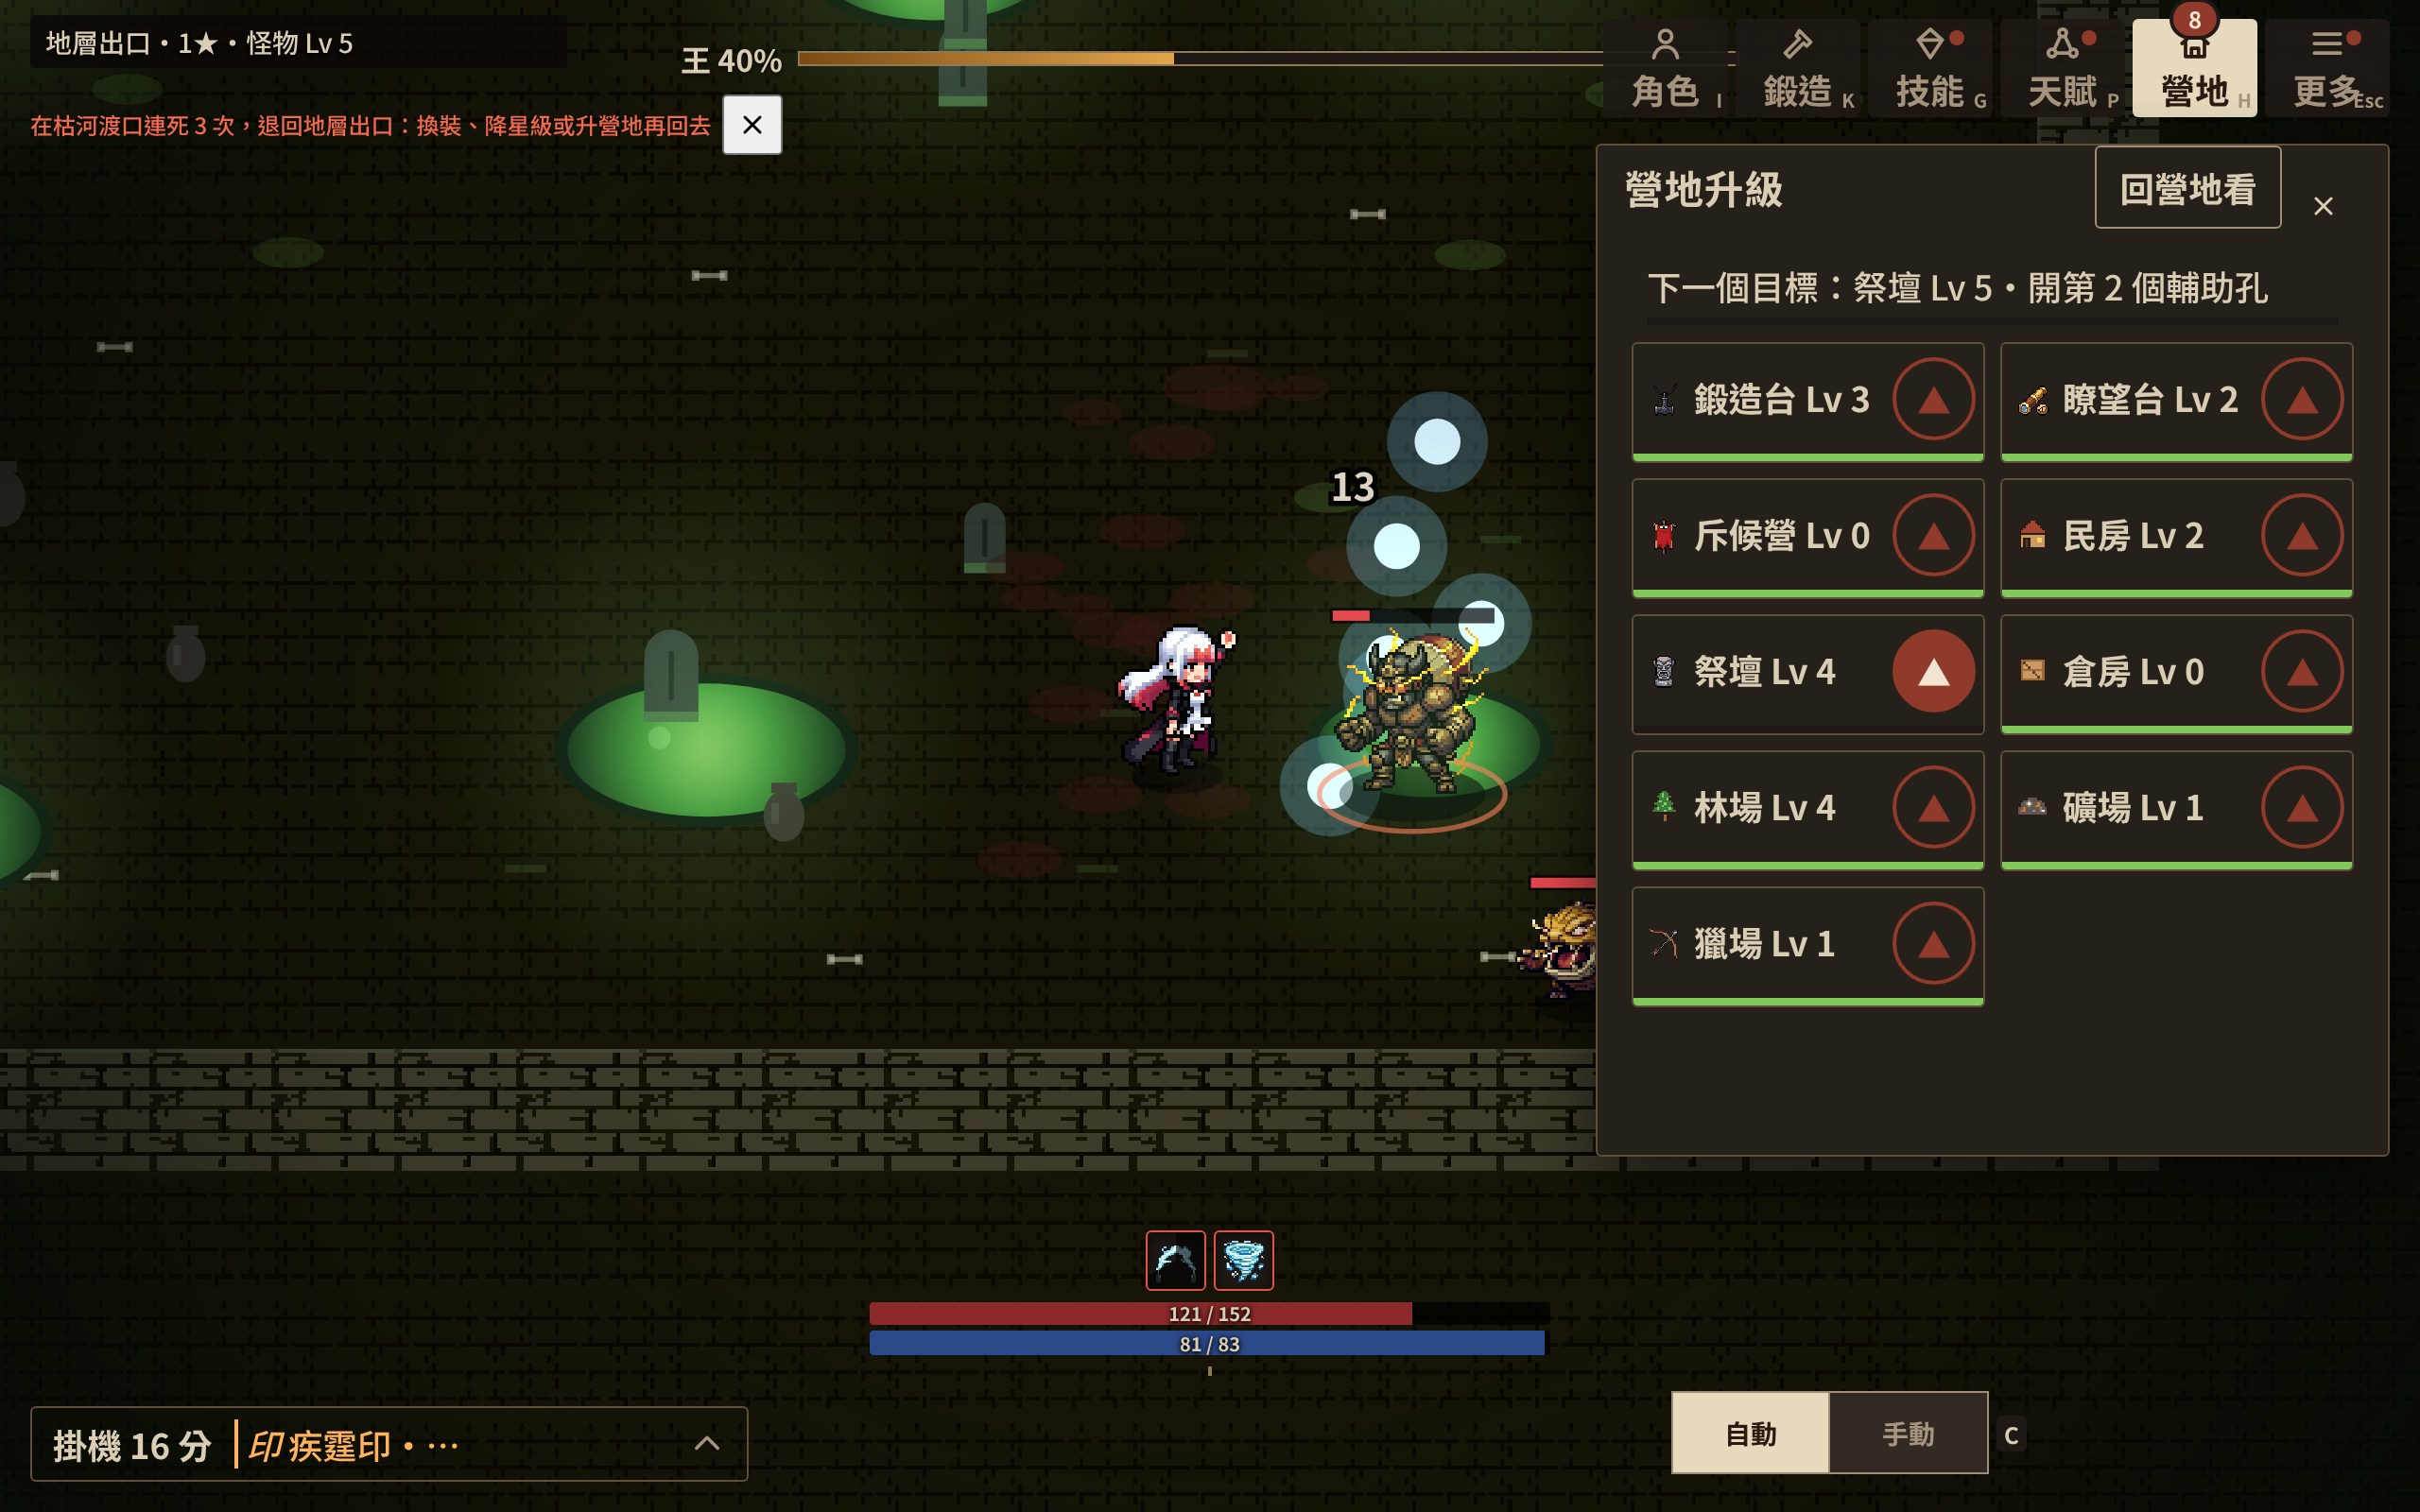 地層出口・1★・怪物 Lv 5
王 40%
在枯河渡口連死 3 次，退回地層出口：換裝、降星級或升營地再回去
角色 I
鍛造 K
技能 G
天賦 P
8
營地 H
更多 Esc
營地升級
回營地看
下一個目標：祭壇 Lv 5・開第 2 個輔助孔
鍛造台 Lv 3
瞭望台 Lv 2
斥候營 Lv 0
民房 Lv 2
祭壇 Lv 4
倉房 Lv 0
林場 Lv 4
礦場 Lv 1
獵場 Lv 1
13
121 / 152
81 / 83
掛機 16 分
印 疾霆印・…
自動
手動
C